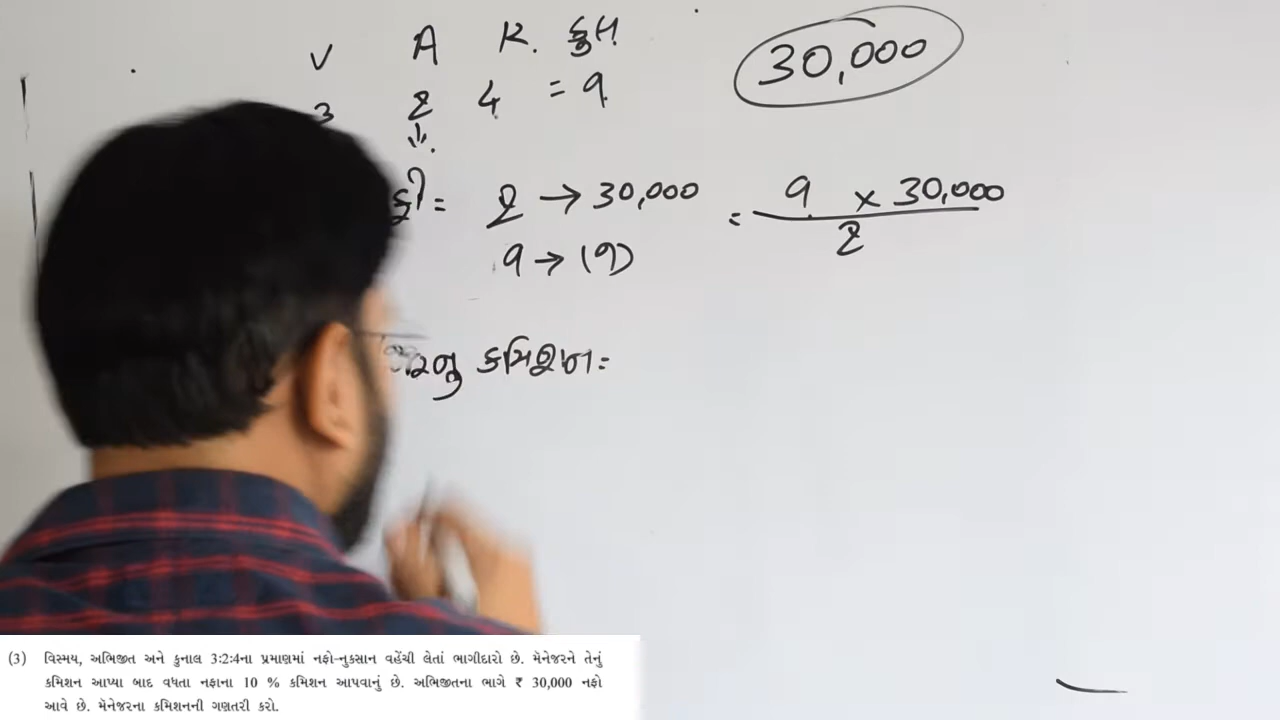 V A K. કુલ
30,000
3 2 4 = 9
2 → 30,000 = 9 × 30,000 / 2
9 → (?)
કમિશન =
(3) વિસ્મય, અભિજીત અને કુનાલ 3:2:4ના પ્રમાણમાં નફો-નુકસાન વહેંચી લેતાં ભાગીદારો છે. મૅનેજરને તેનું
કમિશન આપ્યા બાદ વધતા નફાના 10 % કમિશન આપવાનું છે. અભિજીતના ભાગે ₹ 30,000 નફો
આવે છે. મૅનેજરના કમિશનની ગણતરી કરો.